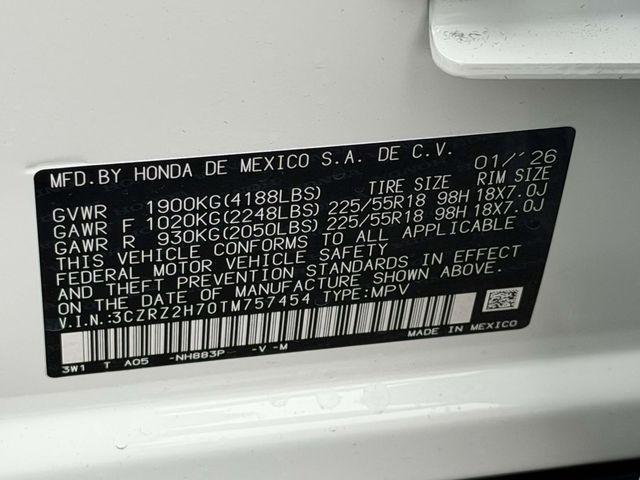 MFD.BY HONDA DE MEXICO S.A. DE C.V. 01/'26
TIRE SIZE RIM SIZE
GVWR 1900KG(4188LBS)
GAWR F 1020KG(2248LBS) 225/55R18 98H 18X7.0J
GAWR R 930KG(2050LBS) 225/55R18 98H 18X7.0J
THIS VEHICLE CONFORMS TO ALL APPLICABLE
FEDERAL MOTOR VEHICLE SAFETY
AND THEFT PREVENTION STANDARDS IN EFFECT
ON THE DATE OF MANUFACTURE SHOWN ABOVE.
V.I.N.:3CZRZ2H70TM757454 TYPE:MPV
MADE IN MEXICO
3W1 T A05 -NH883P- -V -M